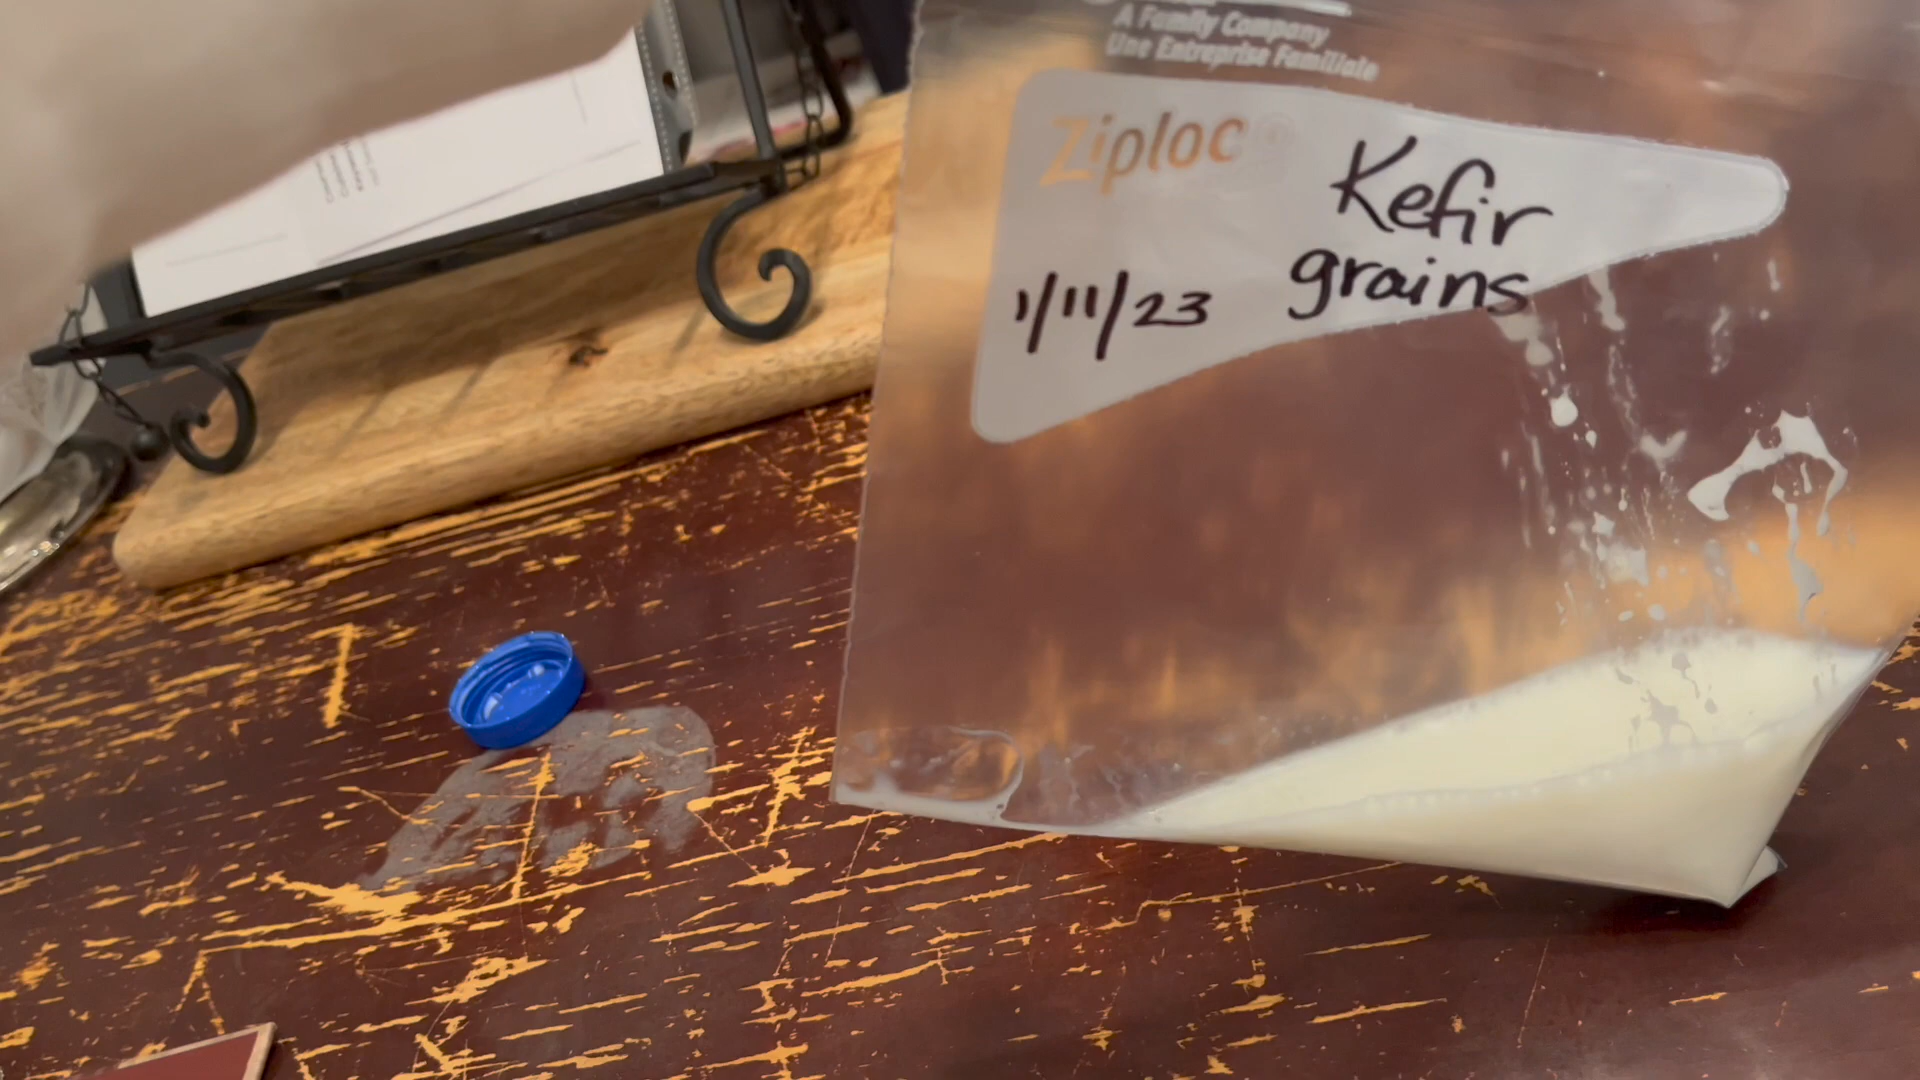 A Family Company
Une Entreprise Familiale
Ziploc®
Kefir
grains
1/11/23